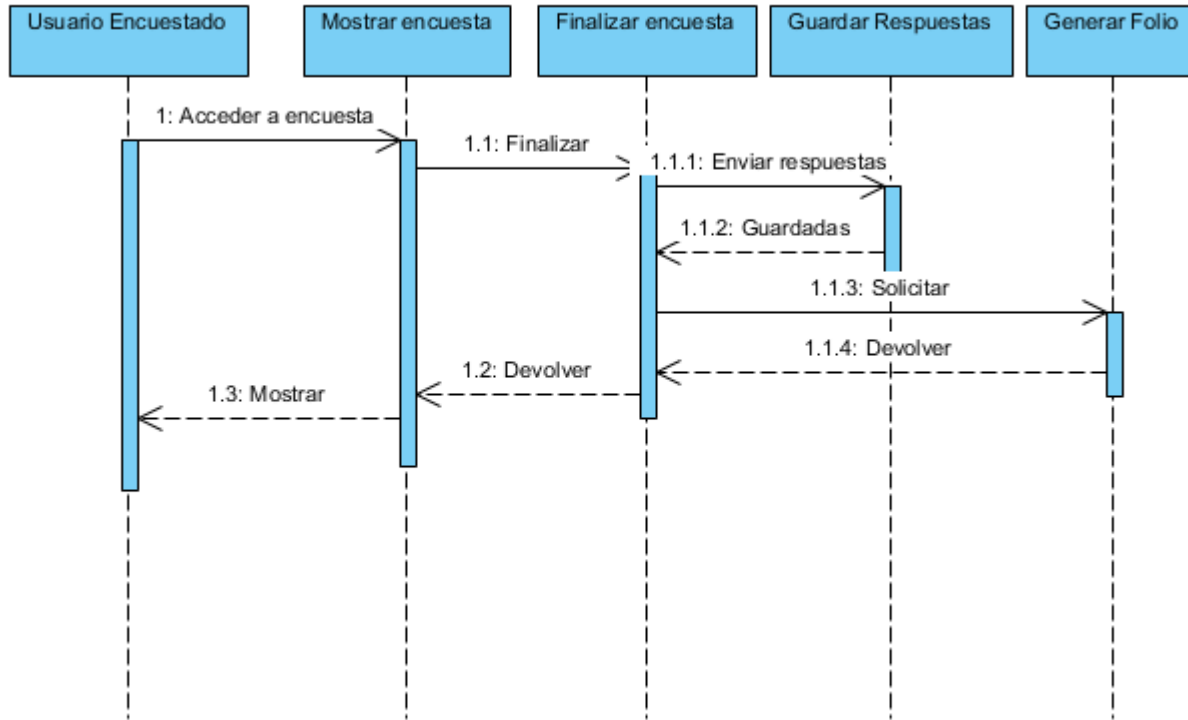 Usuario Encuestado
Mostrar encuesta
Finalizar encuesta
Guardar Respuestas
Generar Folio
1: Acceder a encuesta
1.1: Finalizar
1.1.1: Enviar respuestas
1.1.2: Guardadas
1.1.3: Solicitar
1.1.4: Devolver
1.2: Devolver
1.3: Mostrar